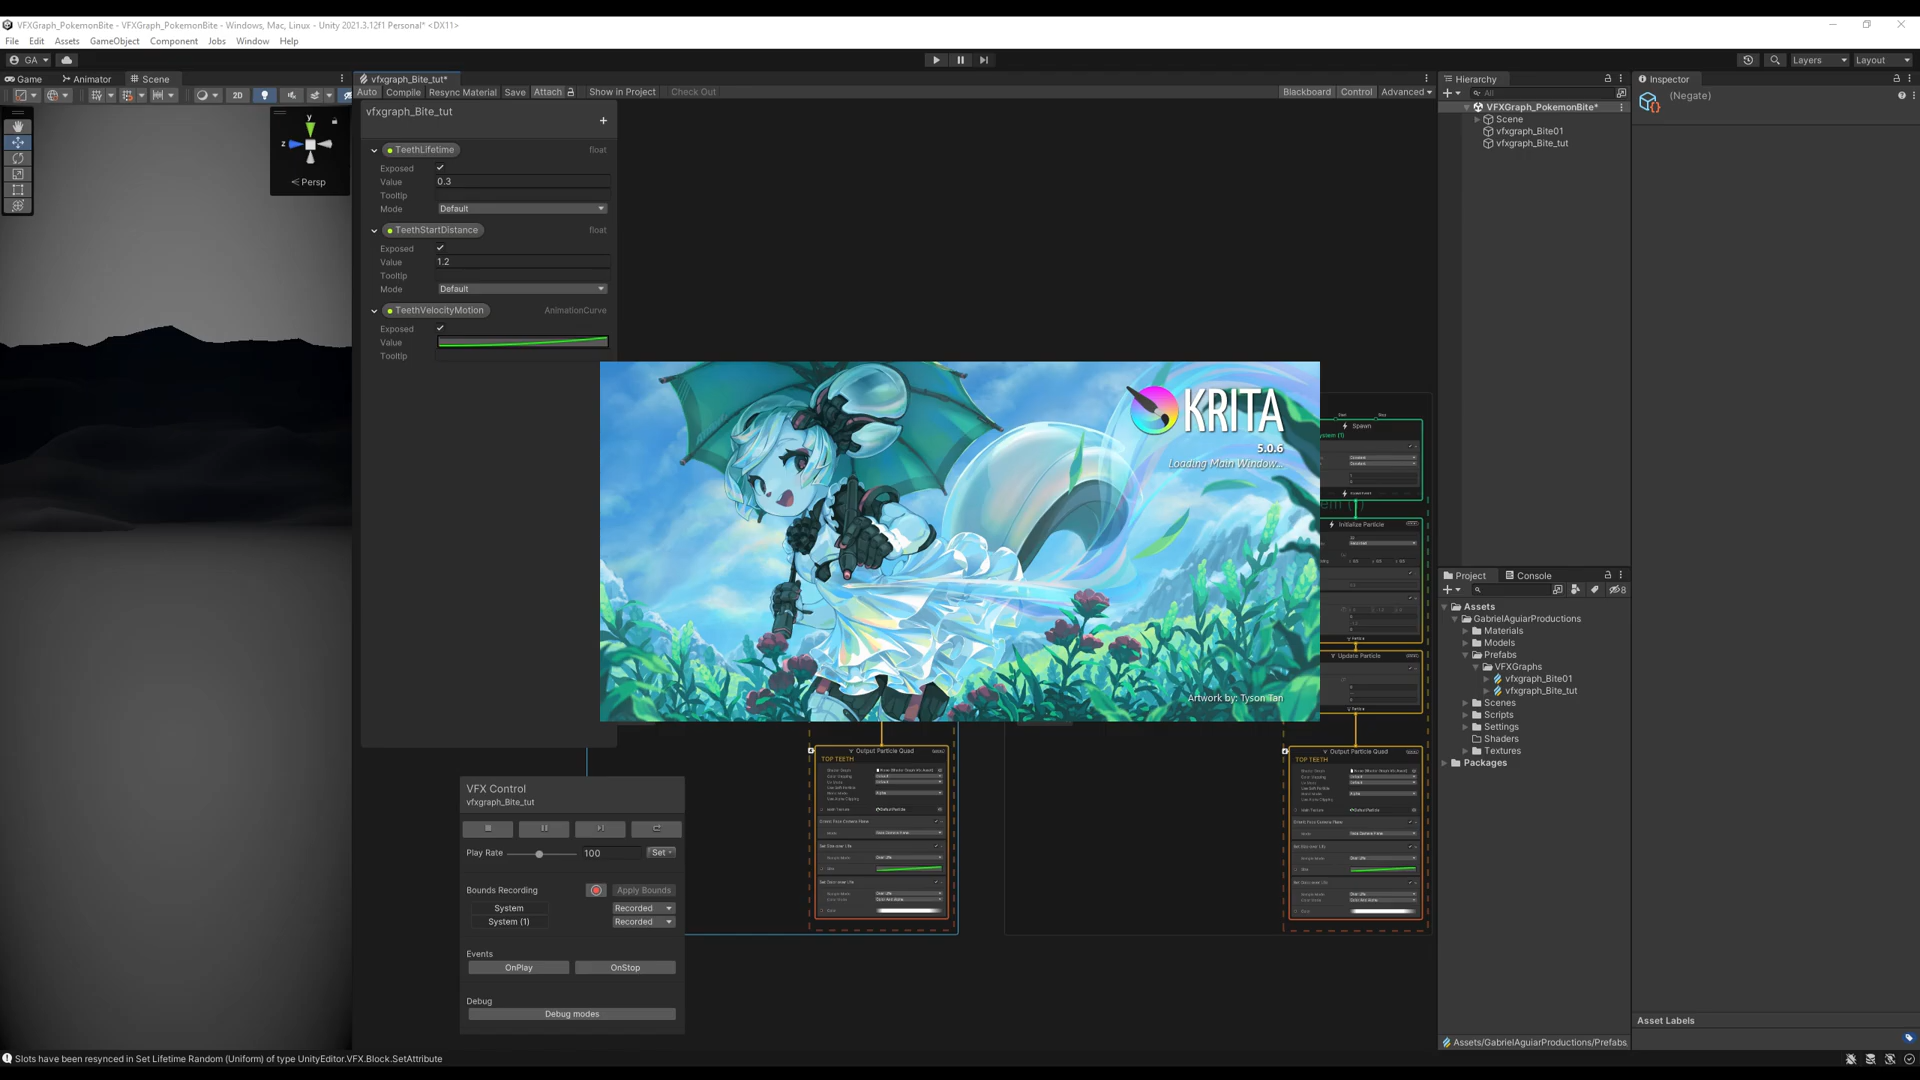 VFXGraph_PokemonBite - VFXGraph_PokemonBite - Windows, Mac, Linux - Unity 2021.3.12f1 Personal* <DX11>
File Edit Assets GameObject Component Jobs Window Help
GA
Layers
Layout
Game Animator Scene
2D
y
z
Persp
vfxgraph_Bite_tut*
Auto Compile Resync Material Save Attach Show in Project Check Out
Blackboard Control Advanced
vfxgraph_Bite_tut
+
TeethLifetime float
Exposed
Value 0.3
Tooltip
Mode Default
TeethStartDistance float
Exposed
Value 1.2
Tooltip
Mode Default
TeethVelocityMotion AnimationCurve
Exposed
Value
Tooltip
KRITA
5.0.6
Loading Main Window...
Artwork by: Tyson Tan
Spawn
Initialize Particle
Update Particle
Output Particle Quad
TOP TEETH
Output Particle Quad
TOP TEETH
VFX Control
vfxgraph_Bite_tut
Play Rate 100 Set
Bounds Recording Apply Bounds
System Recorded
System (1) Recorded
Events
OnPlay OnStop
Debug
Debug modes
Hierarchy
All
VFXGraph_PokemonBite*
Scene
vfxgraph_Bite01
vfxgraph_Bite_tut
Project Console
8
Assets
GabrielAguiarProductions
Materials
Models
Prefabs
VFXGraphs
vfxgraph_Bite01
vfxgraph_Bite_tut
Scenes
Scripts
Settings
Shaders
Textures
Packages
Assets/GabrielAguiarProductions/Prefabs
Inspector
(Negate)
Asset Labels
Slots have been resynced in Set Lifetime Random (Uniform) of type UnityEditor.VFX.Block.SetAttribute